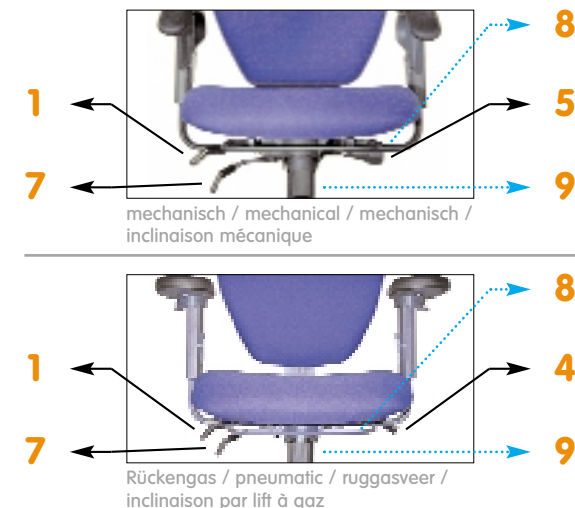 8
1
5
7
9
mechanisch / mechanical / mechanisch /
inclinaison mécanique
8
1
4
7
9
Rückengas / pneumatic / ruggasveer /
inclinaison par lift à gaz